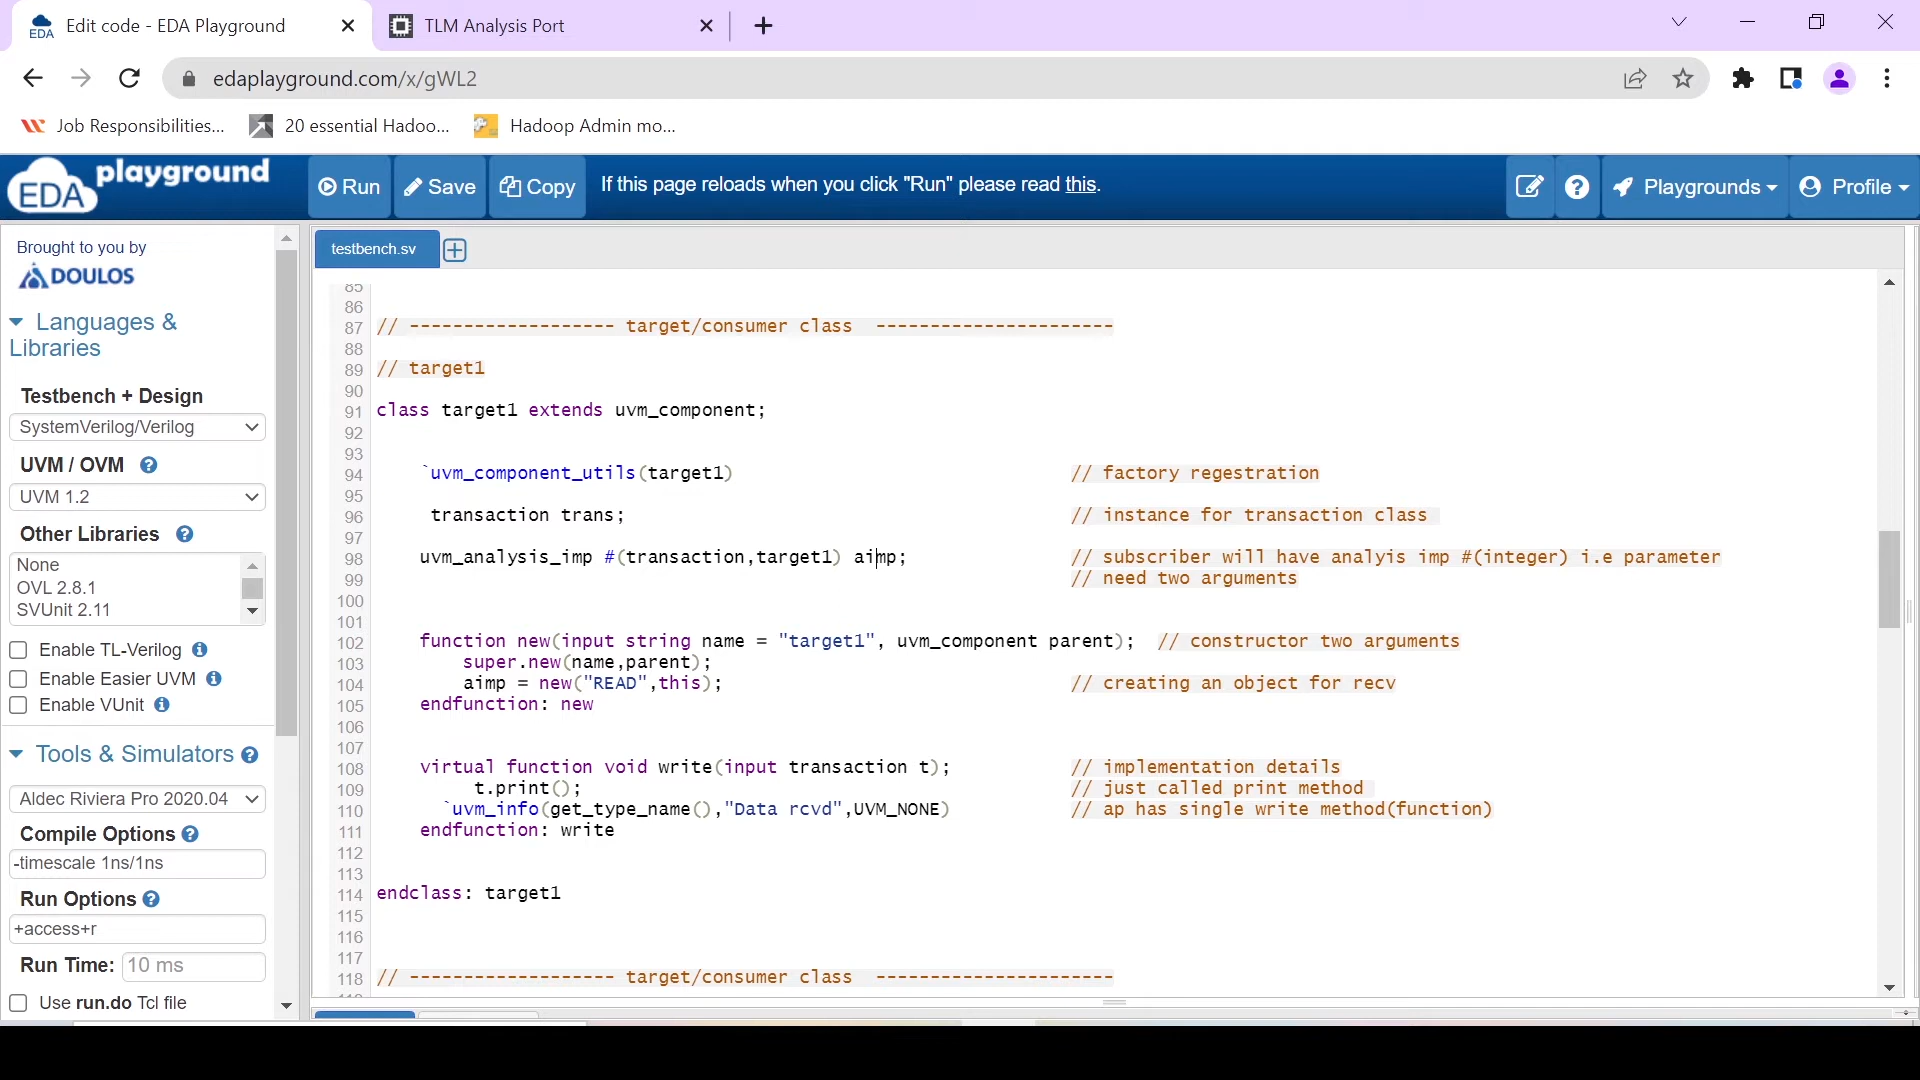 Edit code - EDA Playground
TLM Analysis Port
edaplayground.com/x/gWL2
Job Responsibilities...
20 essential Hadoo...
Hadoop Admin mo...
EDA playground
Run
Save
Copy
If this page reloads when you click "Run" please read this.
Playgrounds
Profile
Brought to you by
DOULOS
Languages &
Libraries
Testbench + Design
SystemVerilog/Verilog
UVM / OVM
UVM 1.2
Other Libraries
None
OVL 2.8.1
SVUnit 2.11
Enable TL-Verilog
Enable Easier UVM
Enable VUnit
Tools & Simulators
Aldec Riviera Pro 2020.04
Compile Options
-timescale 1ns/1ns
Run Options
+access+r
Run Time: 10 ms
Use run.do Tcl file
testbench.sv
85
86
87 // ------------------- target/consumer class ----------------------
88
89 // target1
90
91 class target1 extends uvm_component;
92
93
94 `uvm_component_utils(target1) // factory regestration
95
96 transaction trans; // instance for transaction class
97
98 uvm_analysis_imp #(transaction,target1) aimp; // subscriber will have analyis imp #(integer) i.e parameter
99 // need two arguments
100
101
102 function new(input string name = "target1", uvm_component parent); // constructor two arguments
103 super.new(name,parent);
104 aimp = new("READ",this); // creating an object for recv
105 endfunction: new
106
107
108 virtual function void write(input transaction t); // implementation details
109 t.print(); // just called print method
110 `uvm_info(get_type_name(),"Data rcvd",UVM_NONE) // ap has single write method(function)
111 endfunction: write
112
113
114 endclass: target1
115
116
117
118 // ------------------- target/consumer class ----------------------